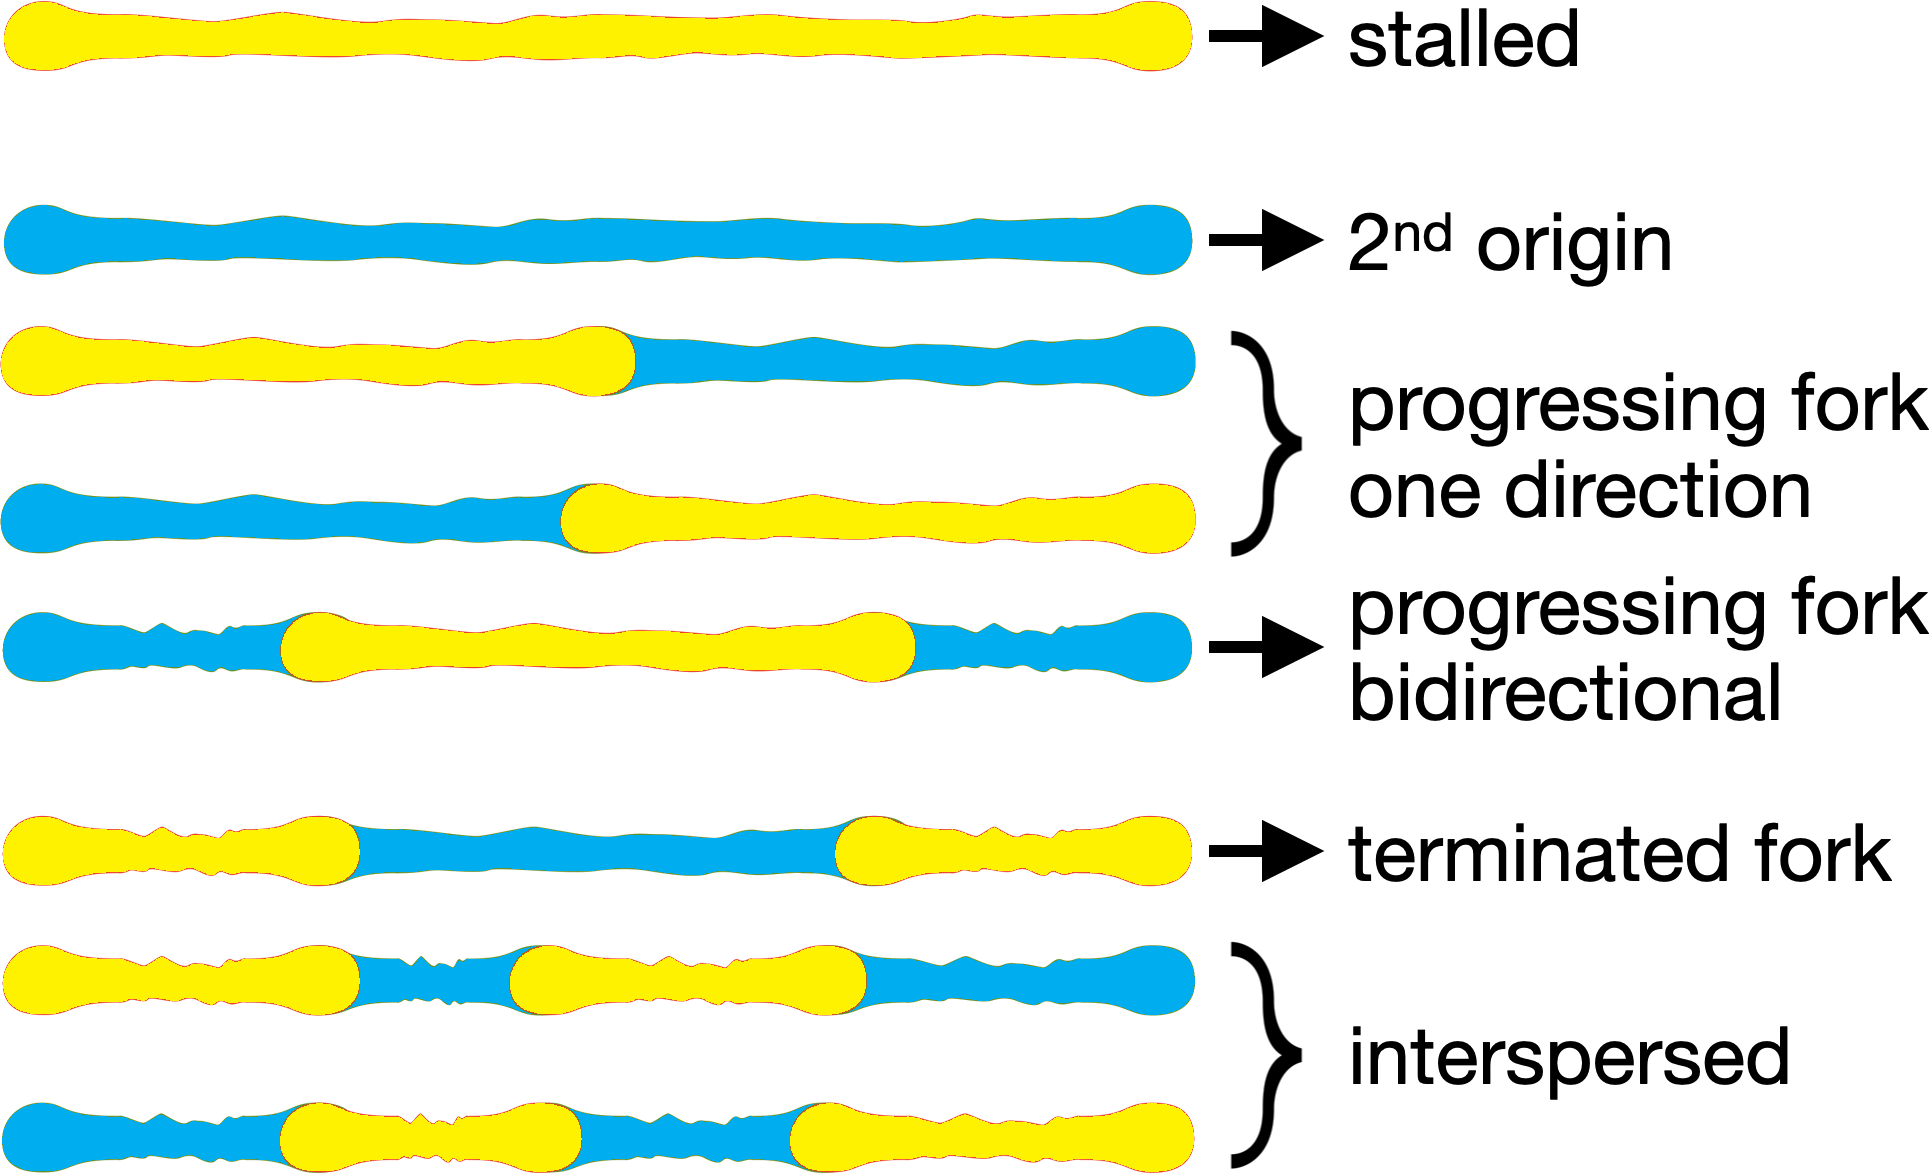 stalled
2nd origin
progressing fork
one direction
progressing fork
bidirectional
terminated fork
interspersed